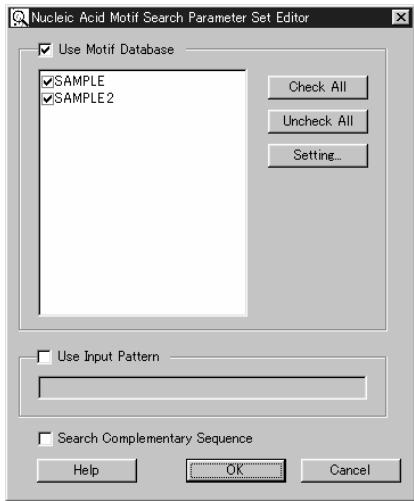 Nucleic Acid Motif Search Parameter Set Editor
Use Motif Database
SAMPLE
SAMPLE2
Check All
Uncheck All
Setting...
Use Input Pattern
Search Complementary Sequence
Help
OK
Cancel